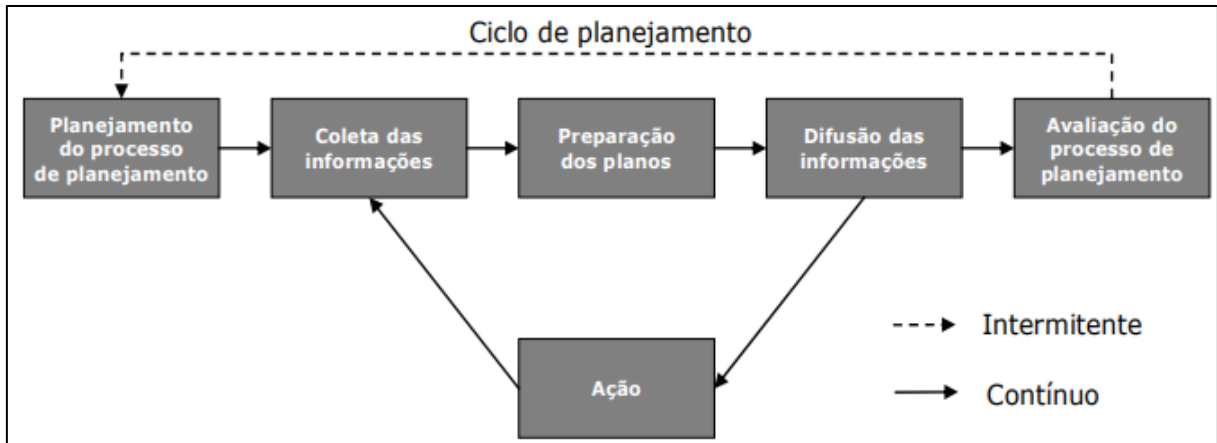 Ciclo de planejamento
Planejamento
do processo
de planejamento
Coleta das
informações
Preparação
dos planos
Difusão das
informações
Avaliação do
processo de
planejamento
Ação
Intermitente
Contínuo